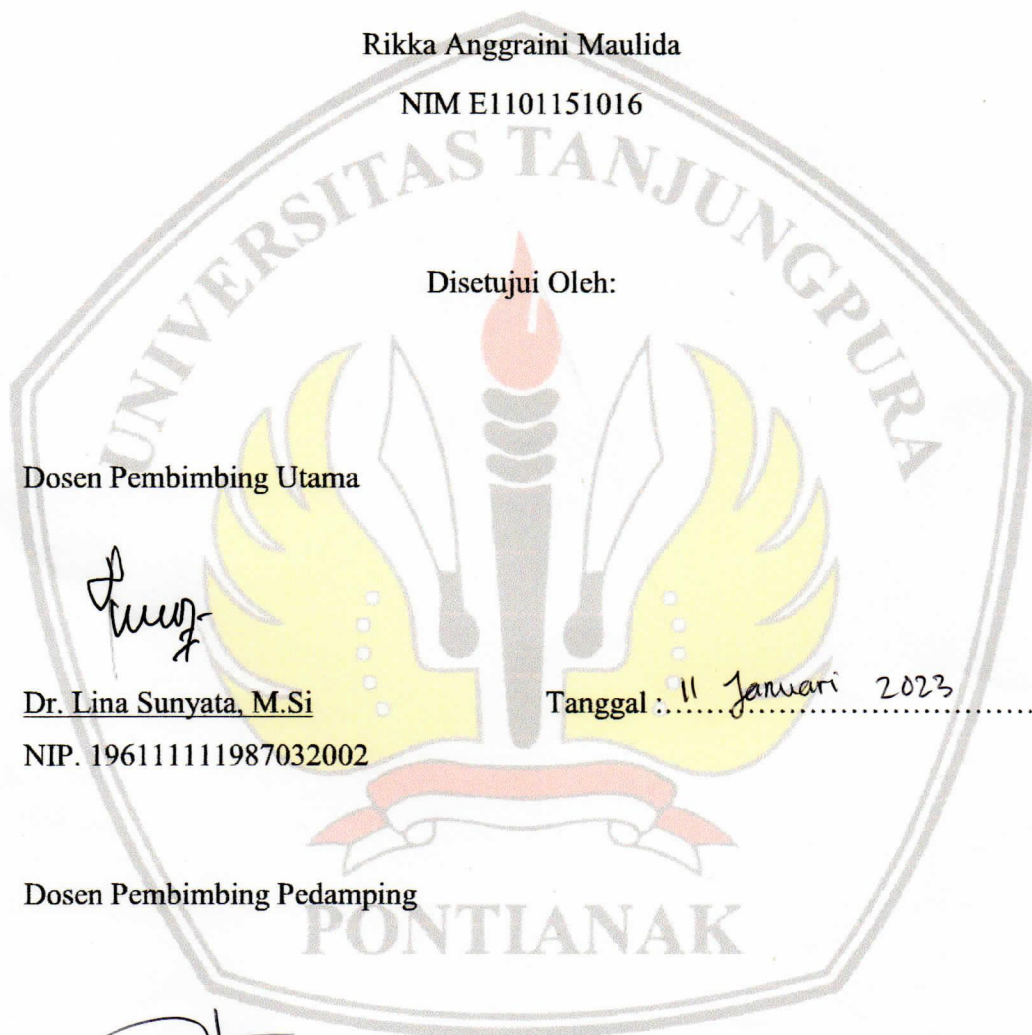 Rikka Anggraini Maulida
NIM E1101151016
UNIVERSITAS TANJUNGPURA
Disetujui Oleh:
Dosen Pembimbing Utama
Dr. Lina Sunyata, M.Si
Tanggal : 11 Januari 2023
NIP. 196111111987032002
Dosen Pembimbing Pedamping
PONTIANAK